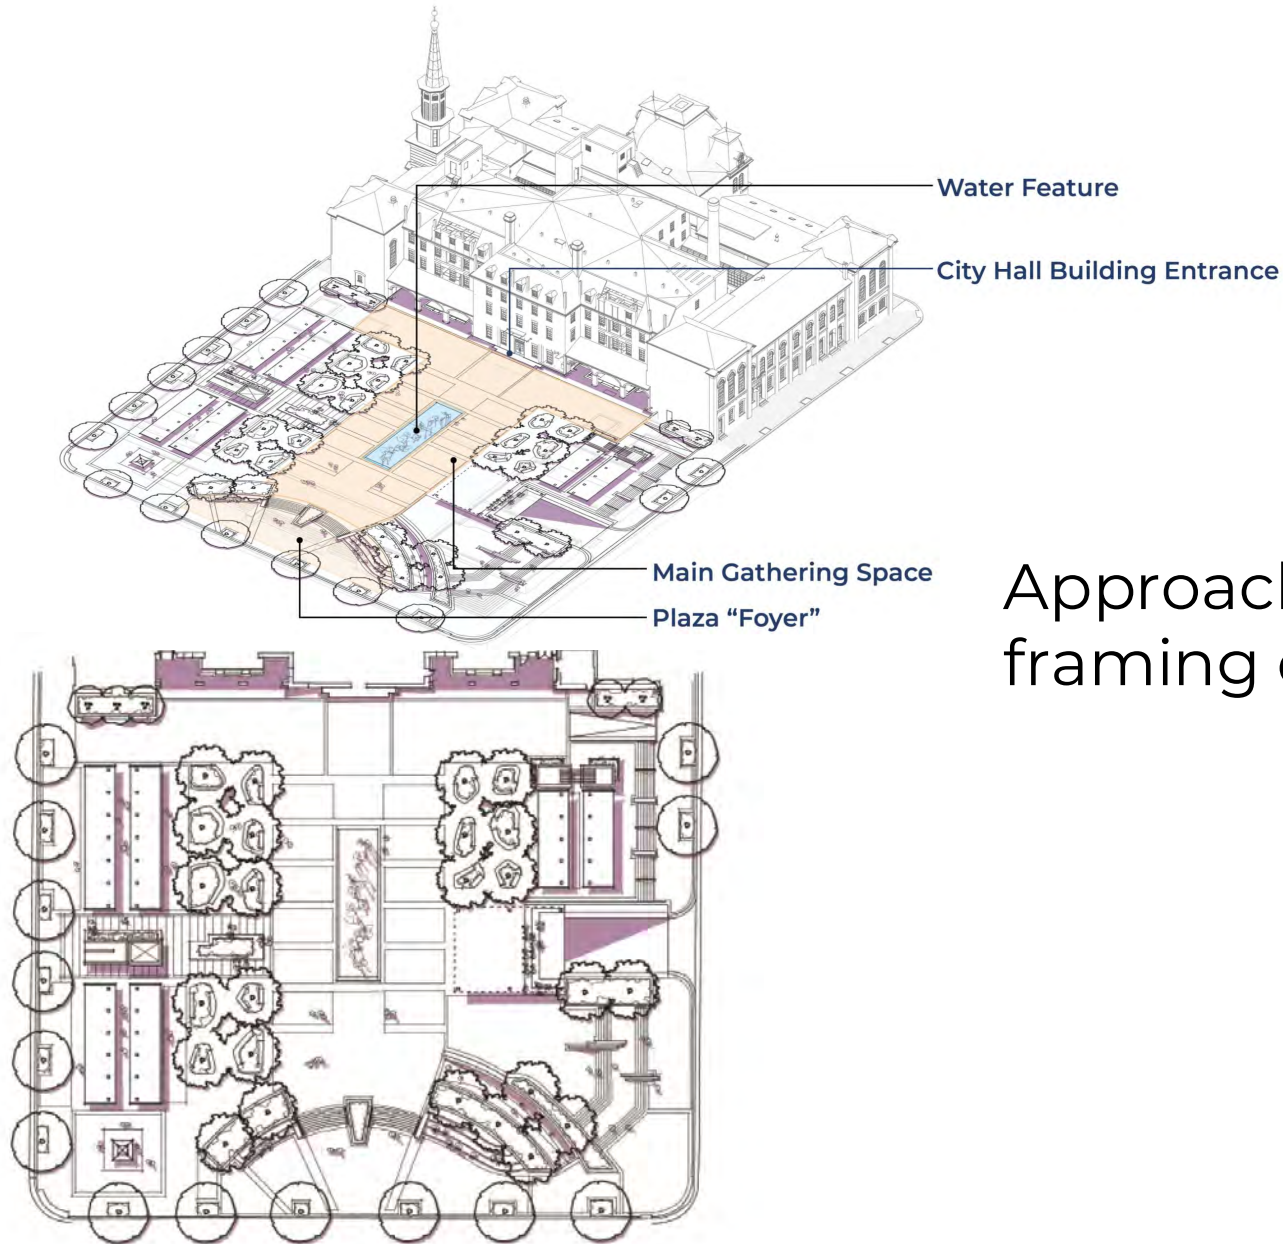 Water Feature
City Hall Building Entrance
Main Gathering Space
Plaza “Foyer”
Approach
framing